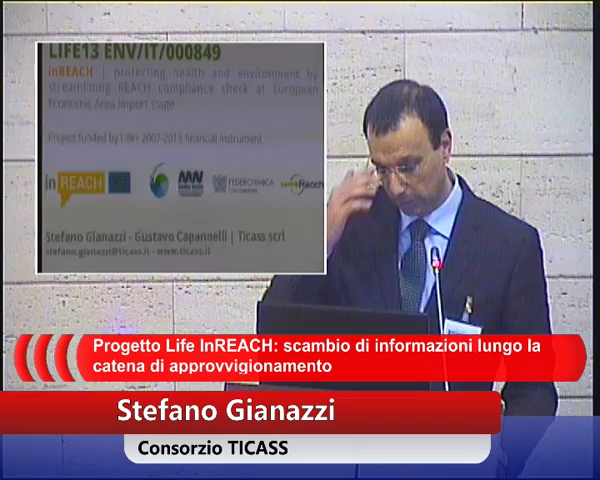 LIFE13 ENV/IT/000849
inREACH | protecting health and environment by
streamlining REACH compliance check at European
Economic Area import stage
Project funded by Life+ 2007-2013 financial instrument
in REACH
FEDERCHIMICA
Reach
Stefano Gianazzi - Gustavo Capannelli | Ticass scrl
stefano.gianazzi@ticass.it - www.ticass.it
Progetto Life InREACH: scambio di informazioni lungo la
catena di approvvigionamento
Stefano Gianazzi
Consorzio TICASS